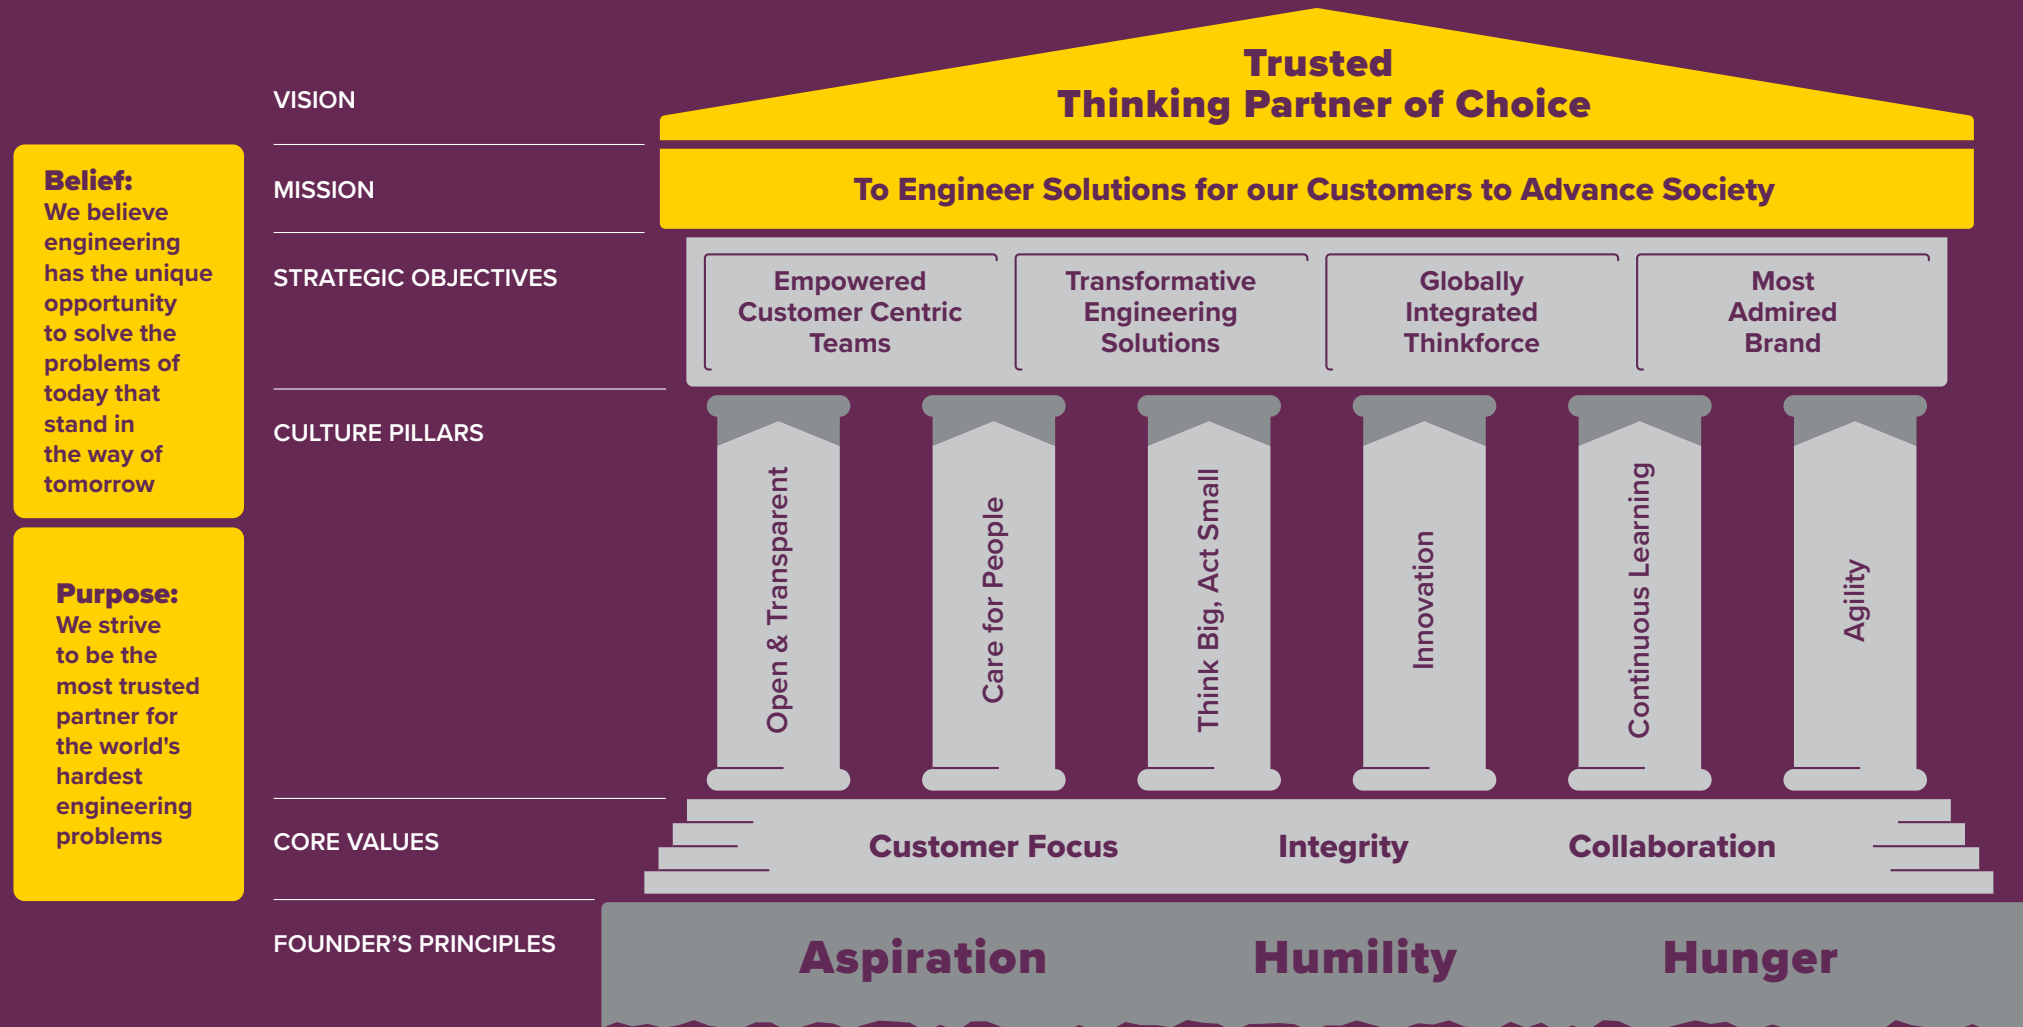 VISION
Trusted
Thinking Partner of Choice
MISSION
To Engineer Solutions for our Customers to Advance Society
STRATEGIC OBJECTIVES
Empowered
Customer Centric
Teams
Transformative
Engineering
Solutions
Globally
Integrated
Thinkforce
Most
Admired
Brand
CULTURE PILLARS
Open & Transparent
Care for People
Think Big, Act Small
Innovation
Continuous Learning
Agility
CORE VALUES
Customer Focus
Integrity
Collaboration
FOUNDER’S PRINCIPLES
Aspiration
Humility
Hunger
Belief:
We believe
engineering
has the unique
opportunity
to solve the
problems of
today that
stand in
the way of
tomorrow
Purpose:
We strive
to be the
most trusted
partner for
the world's
hardest
engineering
problems